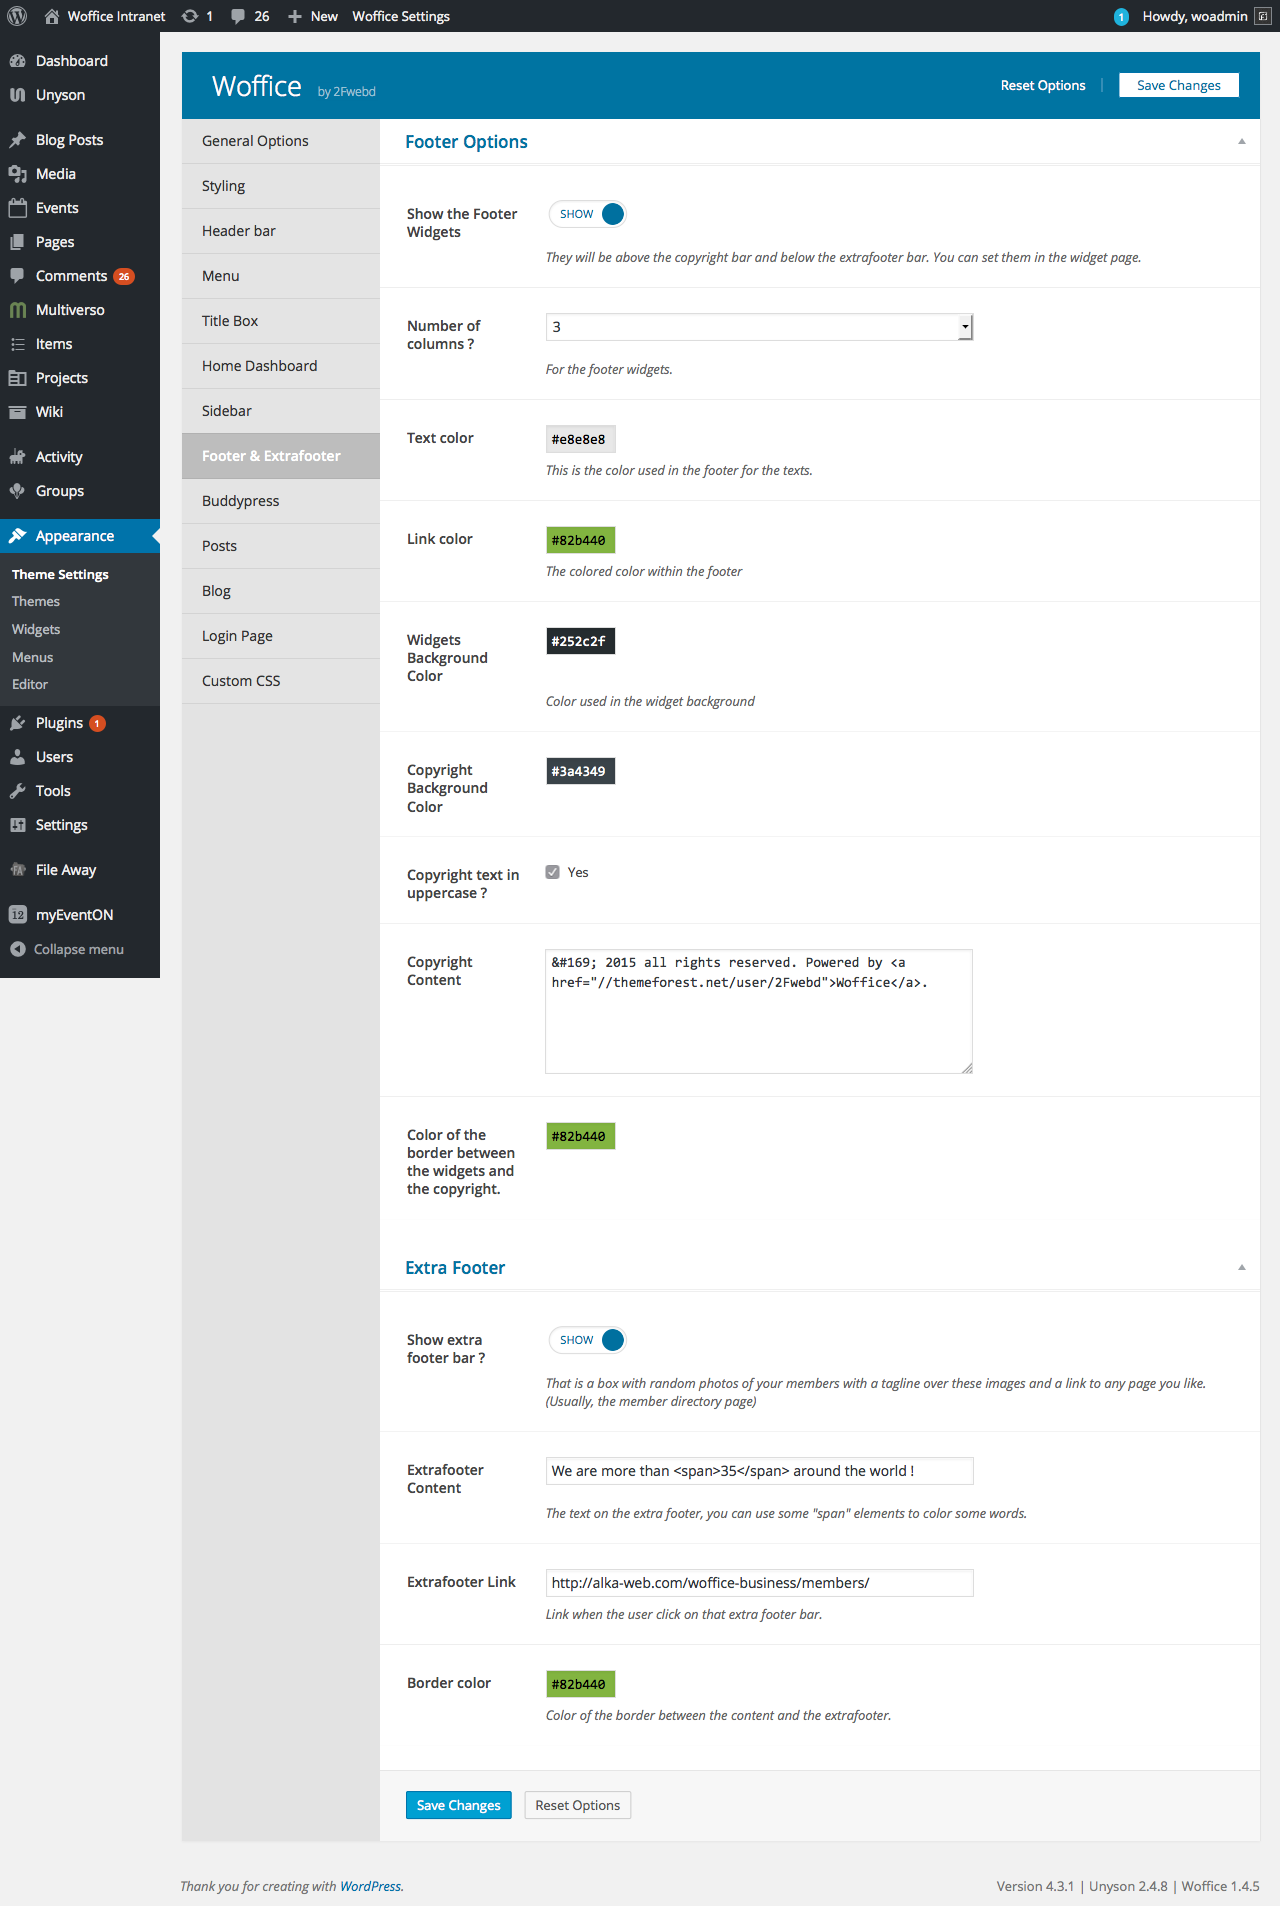 Woffice Intranet 1 26 New Woffice Settings 1 Howdy, woadmin
Dashboard
Unyson
Blog Posts
Media
Events
Pages
Comments 26
Multiverso
Items
Projects
Wiki
Activity
Groups
Appearance
Theme Settings
Themes
Widgets
Menus
Editor
Plugins 1
Users
Tools
Settings
FA File Away
12 myEventON
Collapse menu
Woffice by 2Fwebd Reset Options | Save Changes
General Options
Styling
Header bar
Menu
Title Box
Home Dashboard
Sidebar
Footer & Extrafooter
Buddypress
Posts
Blog
Login Page
Custom CSS
Footer Options
Show the Footer
Widgets
SHOW
They will be above the copyright bar and below the extrafooter bar. You can set them in the widget page.
Number of
columns ?
3
For the footer widgets.
Text color
#e8e8e8
This is the color used in the footer for the texts.
Link color
#82b440
The colored color within the footer
Widgets
Background
Color
#252c2f
Color used in the widget background
Copyright
Background
Color
#3a4349
Copyright text in
uppercase ?
Yes
Copyright
Content
&#169; 2015 all rights reserved. Powered by <a
href="//themeforest.net/user/2Fwebd">Woffice</a>.
Color of the
border between
the widgets and
the copyright.
#82b440
Extra Footer
Show extra
footer bar ?
SHOW
That is a box with random photos of your members with a tagline over these images and a link to any page you like.
(Usually, the member directory page)
Extrafooter
Content
We are more than <span>35</span> around the world !
The text on the extra footer, you can use some "span" elements to color some words.
Extrafooter Link
http://alka-web.com/woffice-business/members/
Link when the user click on that extra footer bar.
Border color
#82b440
Color of the border between the content and the extrafooter.
Save Changes Reset Options
Thank you for creating with WordPress.
Version 4.3.1 | Unyson 2.4.8 | Woffice 1.4.5